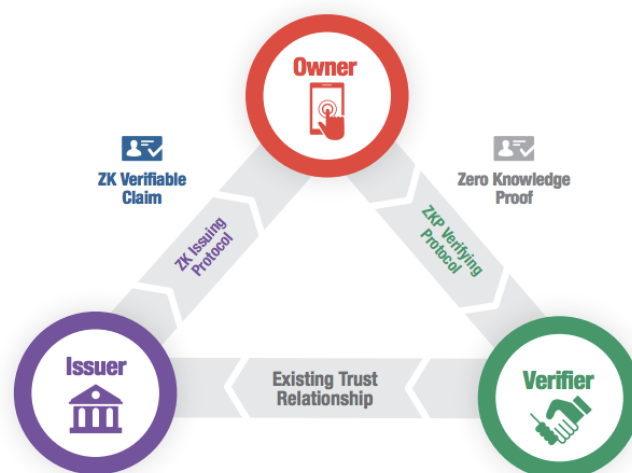 Owner
ZK Verifiable
Claim
Zero Knowledge
Proof
ZK Issuing
Protocol
ZKP Verifying
Protocol
Issuer
Existing Trust
Relationship
Verifier